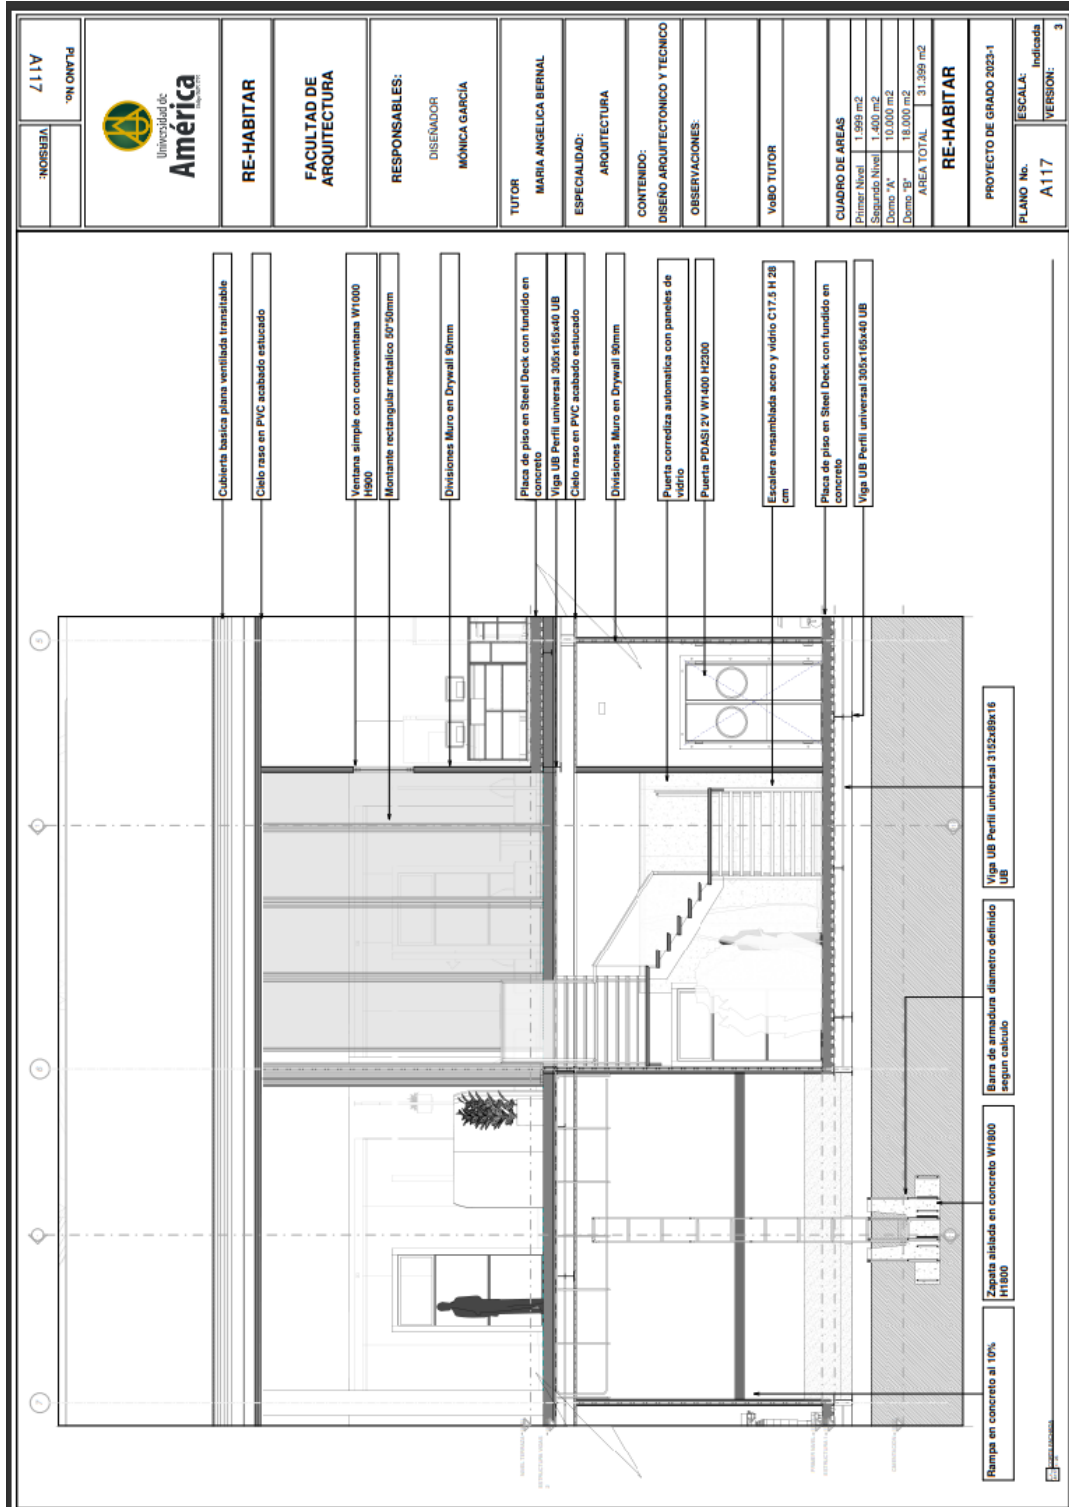 PLANO No.
A117
VERSION:
Universidad de
América
RE-HABITAR
FACULTAD DE
ARQUITECTURA
RESPONSABLES:
DISEÑADOR
MÓNICA GARCÍA
TUTOR
MARIA ANGELICA BERNAL
ESPECIALIDAD:
ARQUITECTURA
CONTENIDO:
DISEÑO ARQUITECTONICO Y TECNICO
OBSERVACIONES:
VoBO TUTOR
CUADRO DE AREAS
Primer Nivel 1.999 m2
Segundo Nivel 1.400 m2
Domo "A" 10.000 m2
Domo "B" 18.000 m2
AREA TOTAL 31.399 m2
RE-HABITAR
PROYECTO DE GRADO 2023-1
PLANO No.
A117
ESCALA:
Indicada
VERSION:
3
Cubierta basica plana ventilada transitable
Cielo raso en PVC acabado estucado
Ventana simple con contraventana W1000
H900
Montante rectangular metalico 50*50mm
Divisiones Muro en Drywall 90mm
Placa de piso en Steel Deck con fundido en
concreto
Viga UB Perfil universal 305x165x40 UB
Cielo raso en PVC acabado estucado
Divisiones Muro en Drywall 90mm
Puerta corrediza automatica con paneles de
vidrio
Puerta PDASI 2V W1400 H2300
Escalera ensamblada acero y vidrio C17.5 H 28
cm
Placa de piso en Steel Deck con fundido en
concreto
Viga UB Perfil universal 305x165x40 UB
Rampa en concreto al 10%
Zapata aislada en concreto W1800
H1800
Barra de armadura diametro definido
segun calculo
Viga UB Perfil universal 3152x89x16
UB